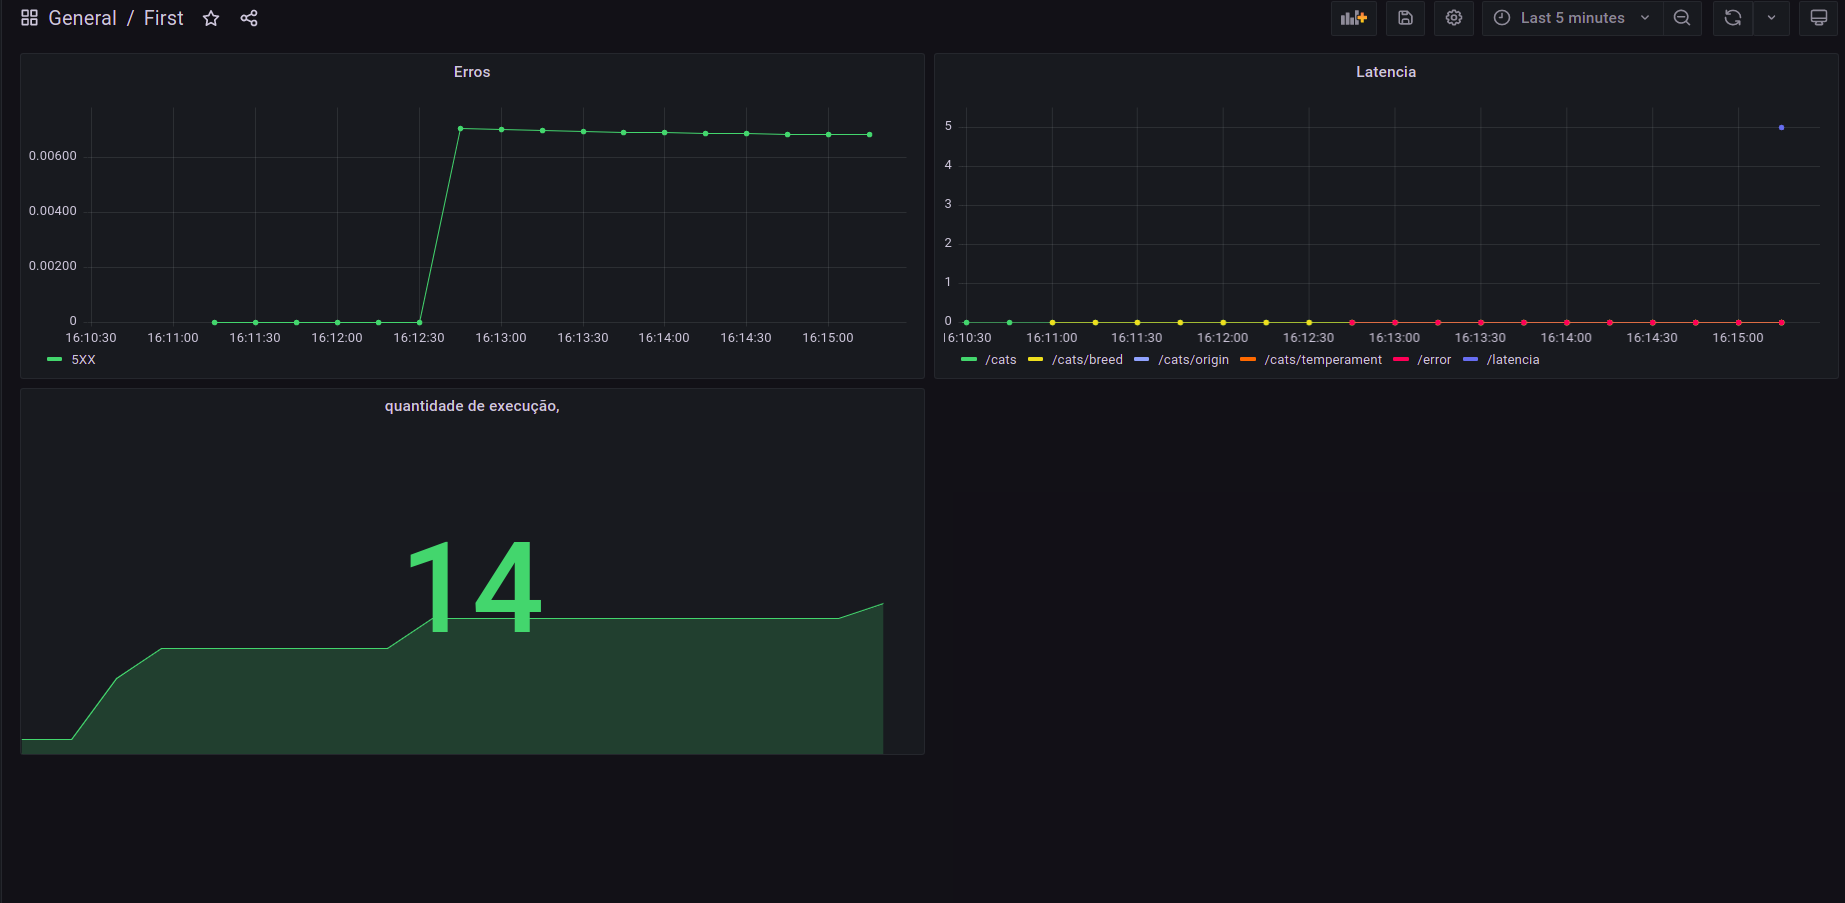 General / First
Last 5 minutes
Erros
0.00600
0.00400
0.00200
0
16:10:30 16:11:00 16:11:30 16:12:00 16:12:30 16:13:00 16:13:30 16:14:00 16:14:30 16:15:00
5XX
Latencia
5
4
3
2
1
0
16:10:30 16:11:00 16:11:30 16:12:00 16:12:30 16:13:00 16:13:30 16:14:00 16:14:30 16:15:00
/cats /cats/breed /cats/origin /cats/temperament /error /latencia
quantidade de execução,
14